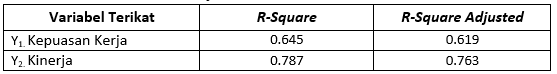 Variabel Terikat R-Square R-Square Adjusted
Y1. Kepuasan Kerja 0.645 0.619
Y2. Kinerja 0.787 0.763